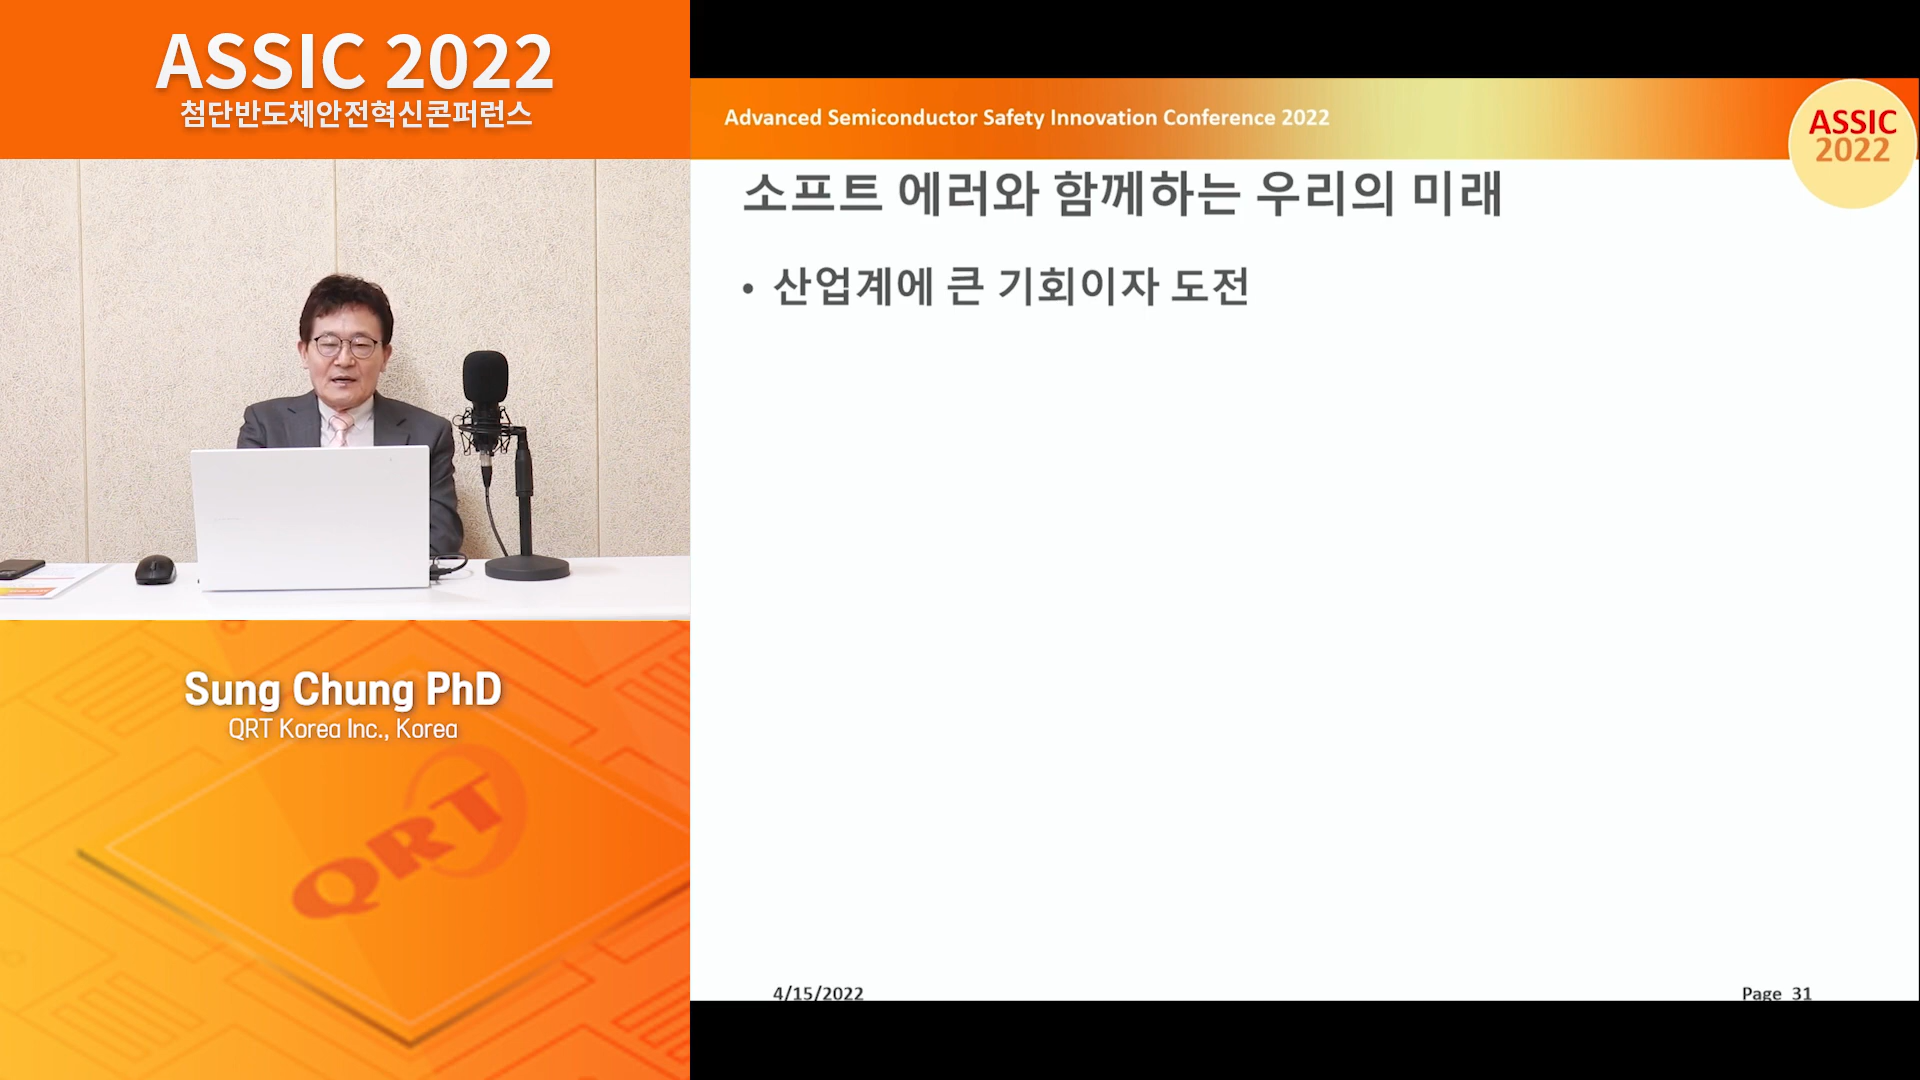 ASSIC 2022
첨단반도체안전혁신콘퍼런스
Sung Chung PhD
QRT Korea Inc., Korea
QRT
Advanced Semiconductor Safety Innovation Conference 2022
ASSIC
2022
소프트 에러와 함께하는 우리의 미래
• 산업계에 큰 기회이자 도전
4/15/2022
Page 31